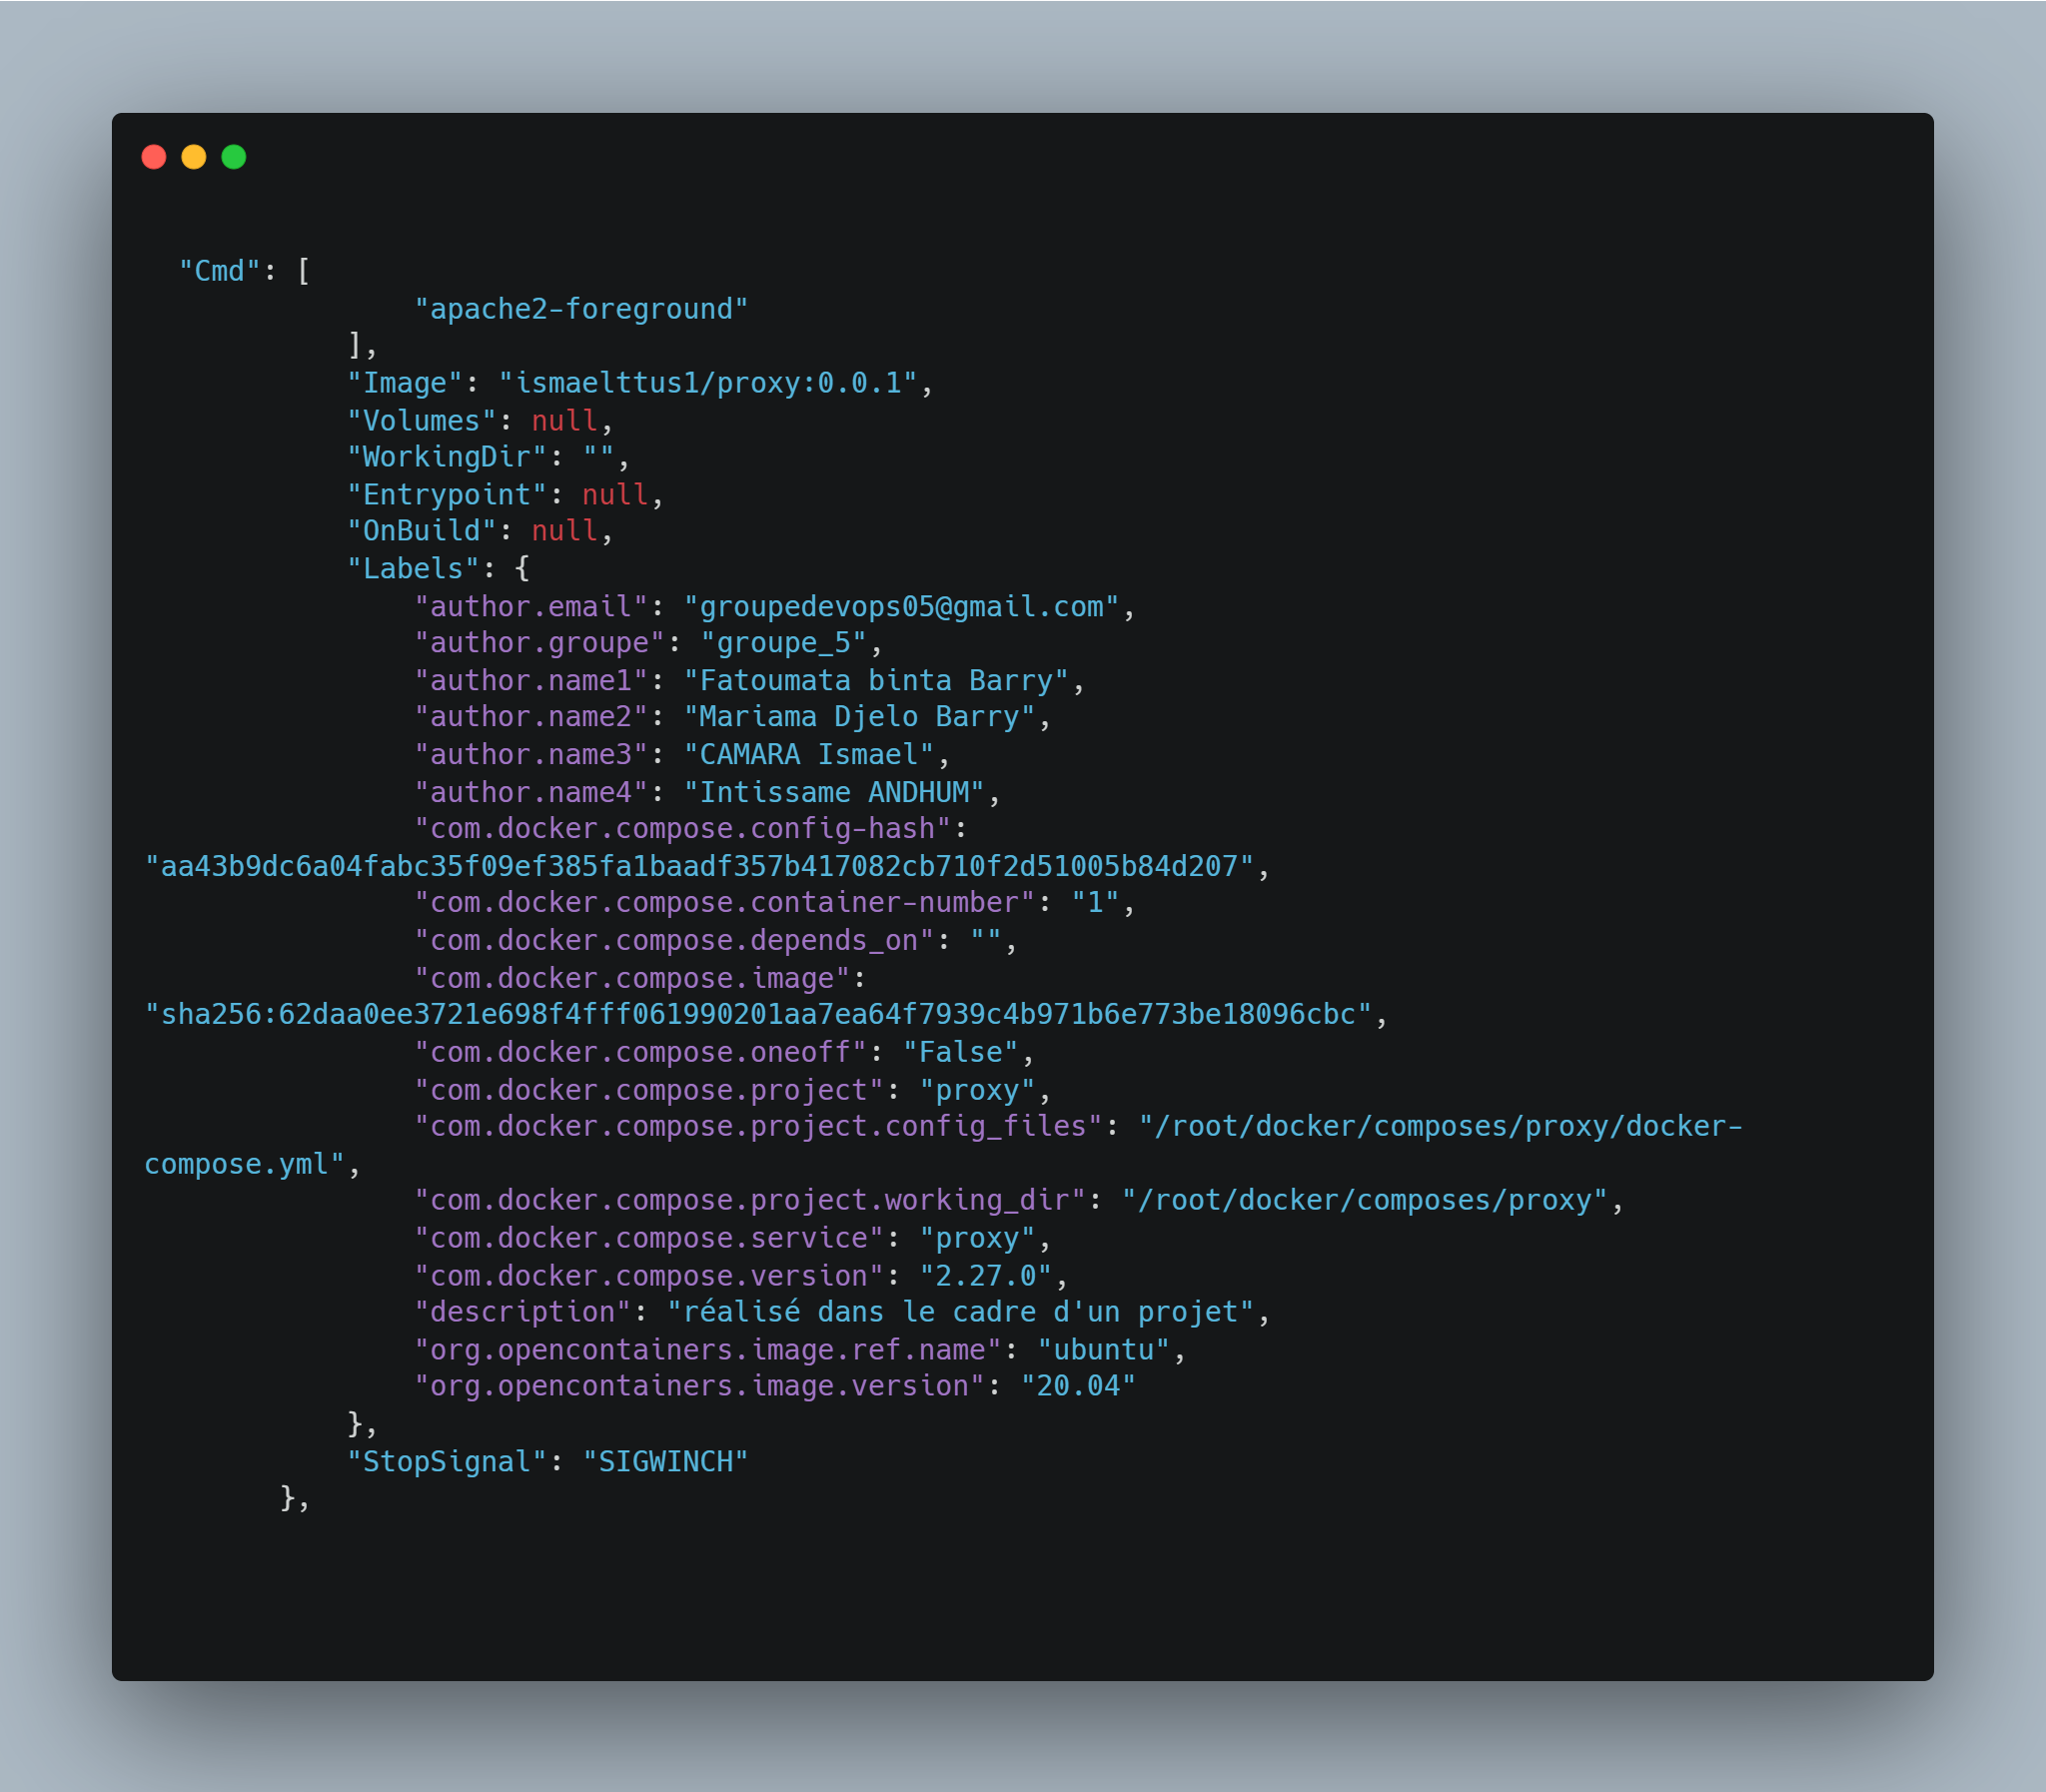 "Cmd": [
"apache2-foreground"
],
"Image": "ismaelttus1/proxy:0.0.1",
"Volumes": null,
"WorkingDir": "",
"Entrypoint": null,
"OnBuild": null,
"Labels": {
"author.email": "groupedevops05@gmail.com",
"author.groupe": "groupe_5",
"author.name1": "Fatoumata binta Barry",
"author.name2": "Mariama Djelo Barry",
"author.name3": "CAMARA Ismael",
"author.name4": "Intissame ANDHUM",
"com.docker.compose.config-hash":
"aa43b9dc6a04fabc35f09ef385fa1baadf357b417082cb710f2d51005b84d207",
"com.docker.compose.container-number": "1",
"com.docker.compose.depends_on": "",
"com.docker.compose.image":
"sha256:62daa0ee3721e698f4fff061990201aa7ea64f7939c4b971b6e773be18096cbc",
"com.docker.compose.oneoff": "False",
"com.docker.compose.project": "proxy",
"com.docker.compose.project.config_files": "/root/docker/composes/proxy/docker-
compose.yml",
"com.docker.compose.project.working_dir": "/root/docker/composes/proxy",
"com.docker.compose.service": "proxy",
"com.docker.compose.version": "2.27.0",
"description": "réalisé dans le cadre d'un projet",
"org.opencontainers.image.ref.name": "ubuntu",
"org.opencontainers.image.version": "20.04"
},
"StopSignal": "SIGWINCH"
},